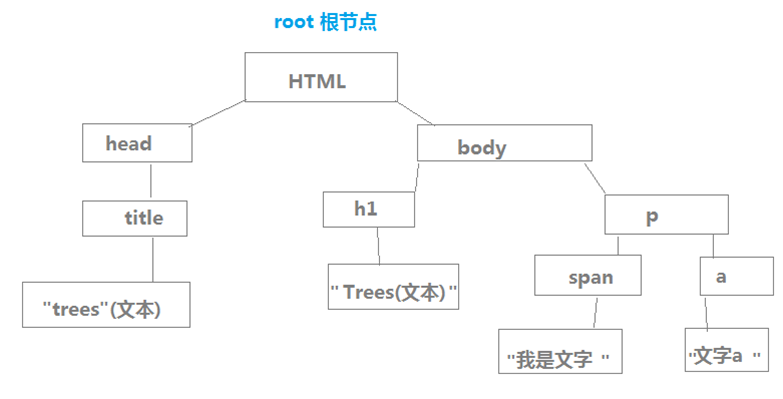 root 根节点
HTML
head
body
title
h1
p
"trees"(文本)
" Trees(文本) "
span
a
"我是文字 "
"文字a "